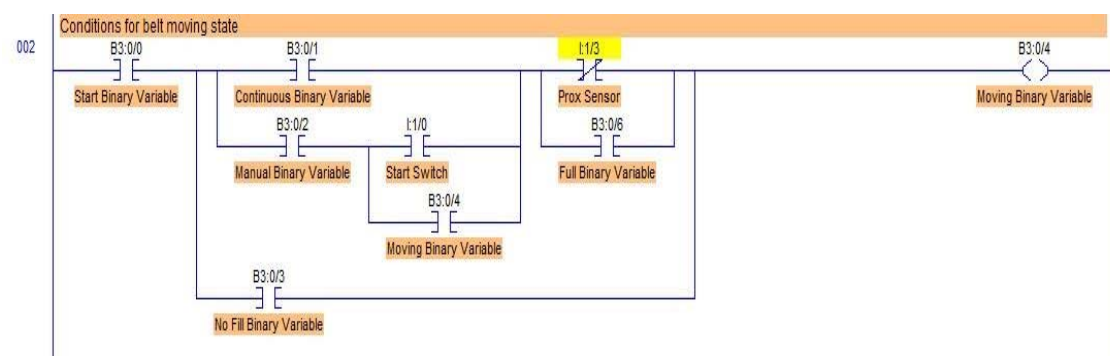 Conditions for belt moving state
002
B3:0/0 B3:0/1 I:1/3 B3:0/4
Start Binary Variable Continuous Binary Variable Prox Sensor Moving Binary Variable
B3:0/2 I:1/0 B3:0/6
Manual Binary Variable Start Switch Full Binary Variable
B3:0/4
Moving Binary Variable
B3:0/3
No Fill Binary Variable